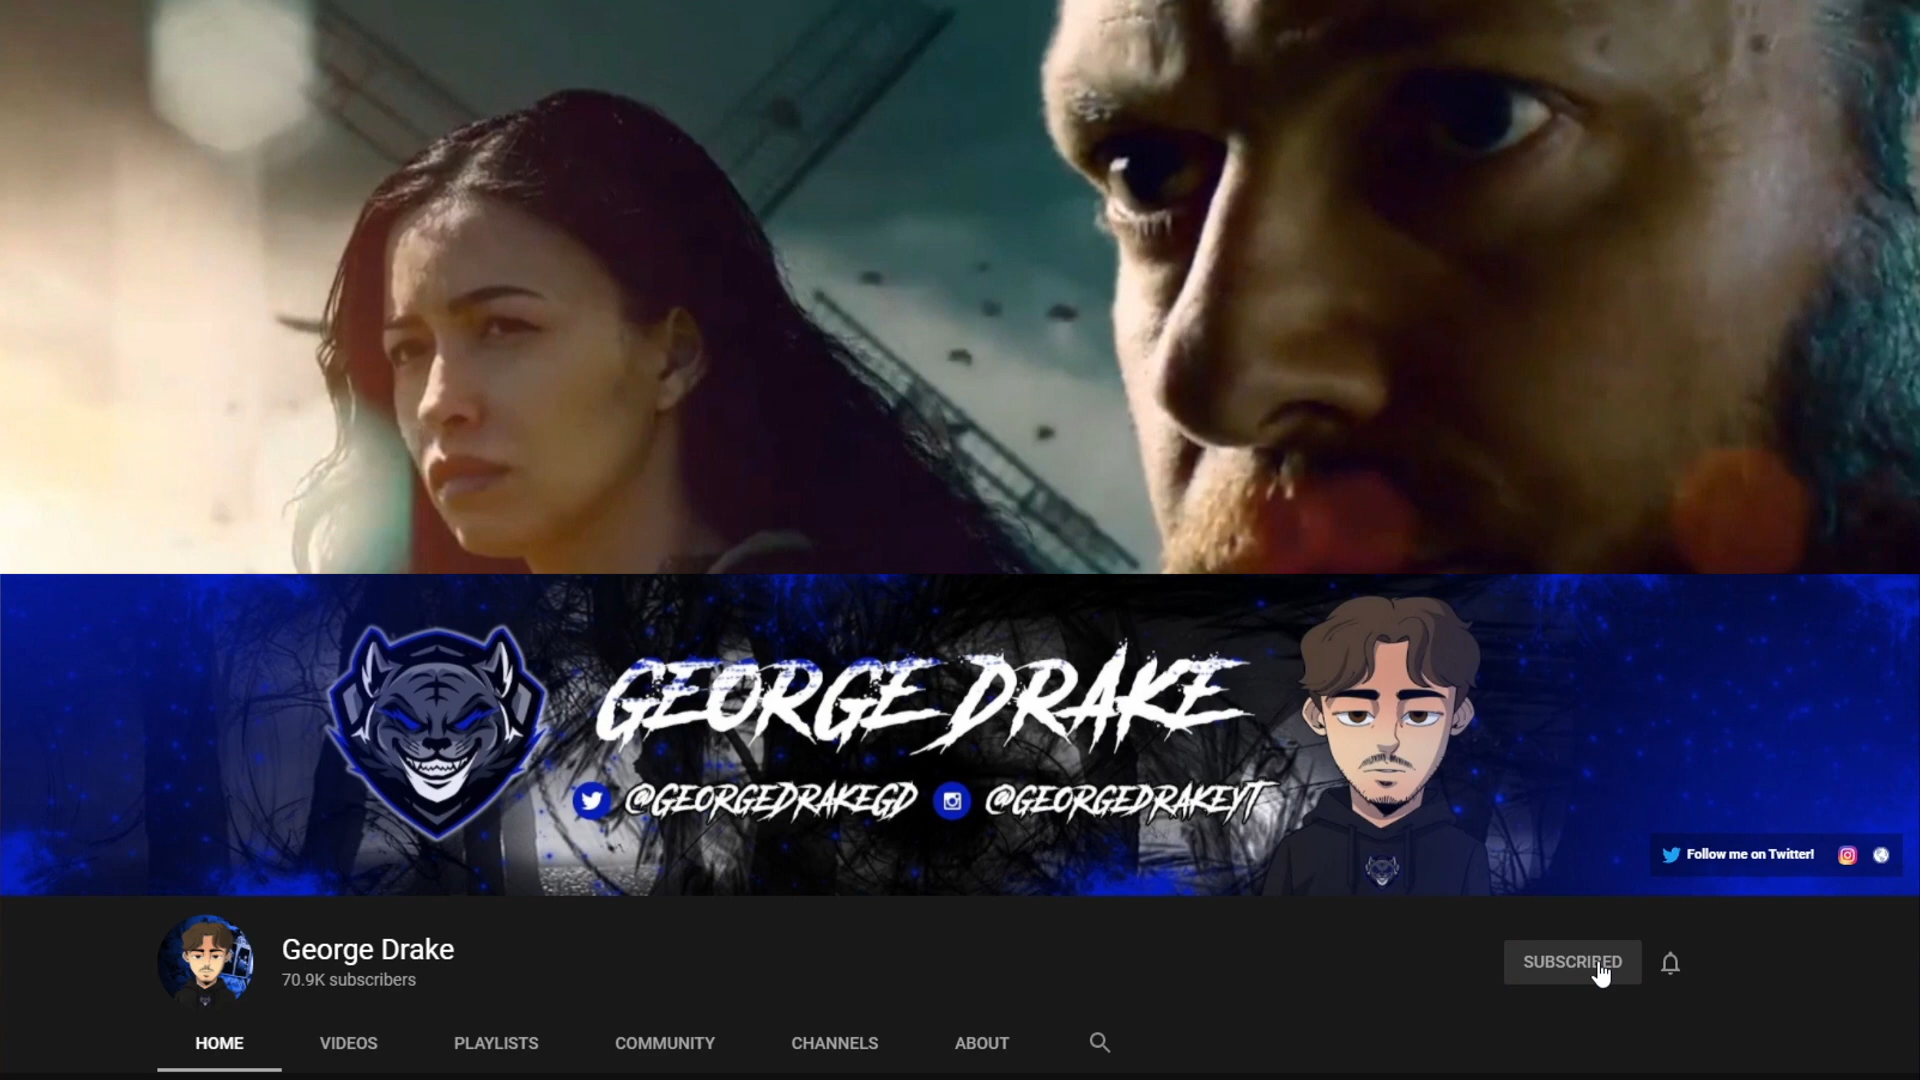 GEORGE DRAKE
@GEORGEDRAKEGD @GEORGEDRAKEYT
Follow me on Twitter!
George Drake
70.9K subscribers
SUBSCRIBED
HOME VIDEOS PLAYLISTS COMMUNITY CHANNELS ABOUT